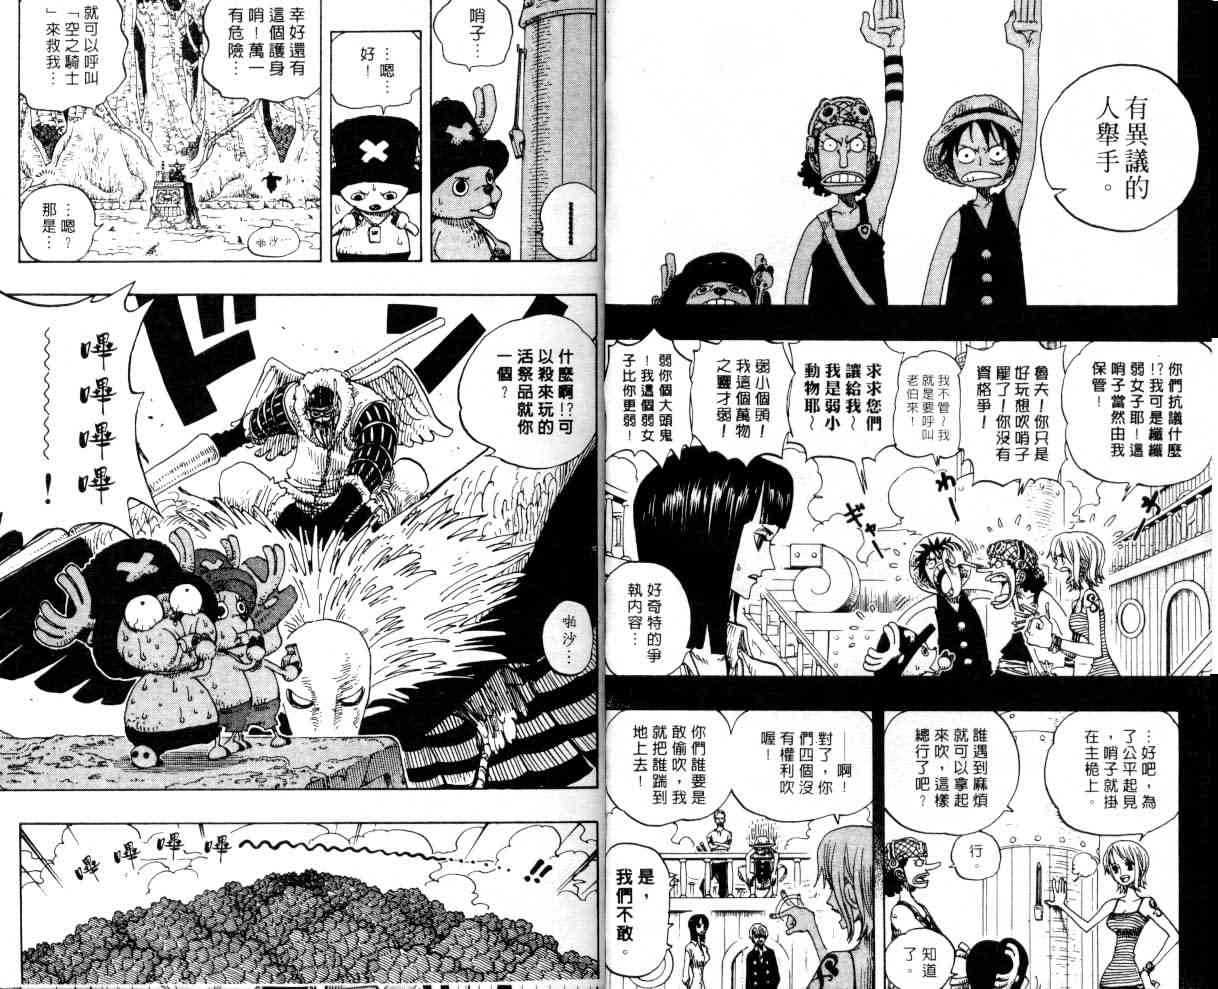 有異議的
人舉手。
你們抗議什麼
!?我可是纖纖
弱女子耶!這
哨子當然由我
保管!
魯夫!你只是
好玩想吹哨子
罷了!你沒有
資格爭!
我不管~我
就是要呼叫
老伯來!
求求您們
讓給我~
我是弱小
動物耶~
弱小個頭!
我這個萬物
之靈才弱!
弱你個大頭鬼
!我這個弱女
子比你更弱!
わー
ギャー
好奇特的爭
執內容…
…好吧,為
了公平起見
,哨子就掛
在主桅上。
誰遇到麻煩
就可以拿起
來吹,這樣
總行了吧?
行。
知道
了。
——啊!
對了,你
們四個沒
有權利吹
喔!
你們誰要是
敢偷吹,我
就把誰踹到
地上去!
是,
我們不敢。
哨子…
…嗯
好!
幸好還有
這個護身
哨!萬一
有危險…
就可以呼叫
「空之騎士
」來救我…
啪沙…
…嗯?
那是…
什麼啊!?可
以殺來玩的
活祭品就你
一個?
ドン
嗶嗶嗶嗶~~!
啪沙…
嗶嗶嗶嗶~
!!